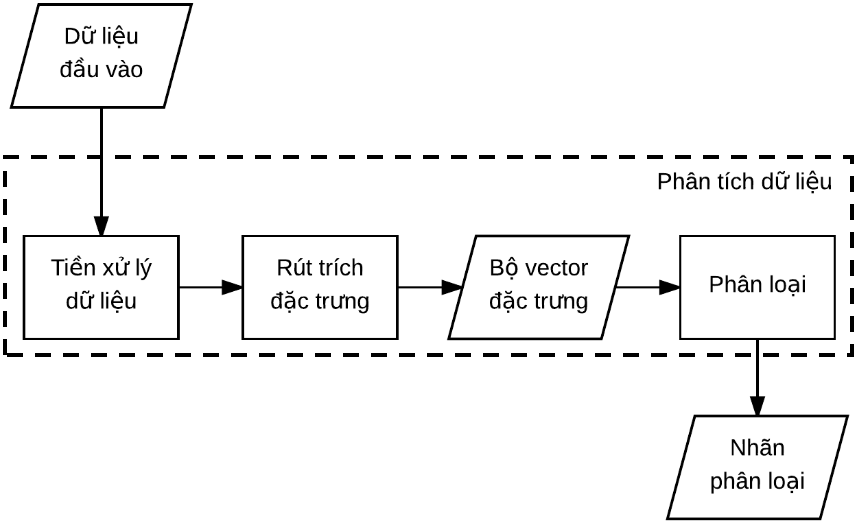 Dữ liệu
đầu vào
Phân tích dữ liệu
Tiền xử lý
dữ liệu
Rút trích
đặc trưng
Bộ vector
đặc trưng
Phân loại
Nhãn
phân loại